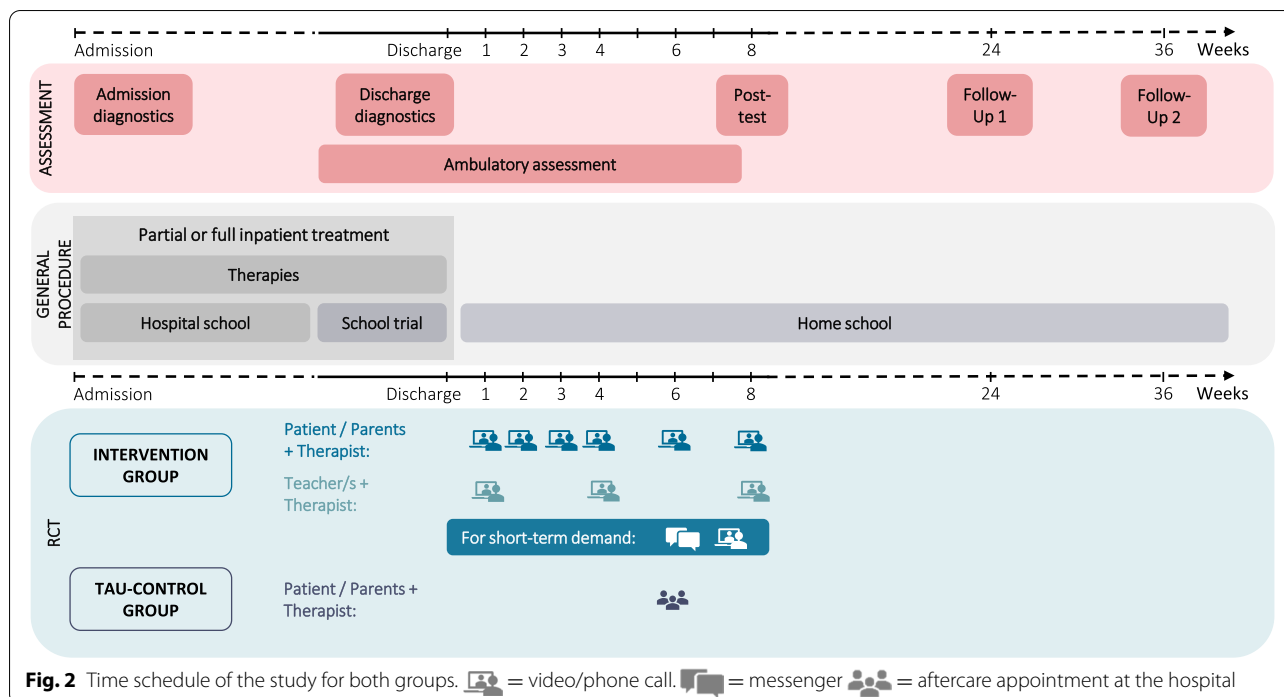 Admission Discharge 1 2 3 4 6 8 24 36 Weeks
ASSESSMENT
Admission
diagnostics
Discharge
diagnostics
Post-
test
Follow-
Up 1
Follow-
Up 2
Ambulatory assessment
GENERAL
PROCEDURE
Partial or full inpatient treatment
Therapies
Hospital school
School trial
Home school
Admission Discharge 1 2 3 4 6 8 24 36 Weeks
RCT
INTERVENTION
GROUP
Patient / Parents
+ Therapist:
Teacher/s +
Therapist:
For short-term demand:
TAU-CONTROL
GROUP
Patient / Parents +
Therapist:
Fig. 2 Time schedule of the study for both groups. = video/phone call. = messenger = aftercare appointment at the hospital